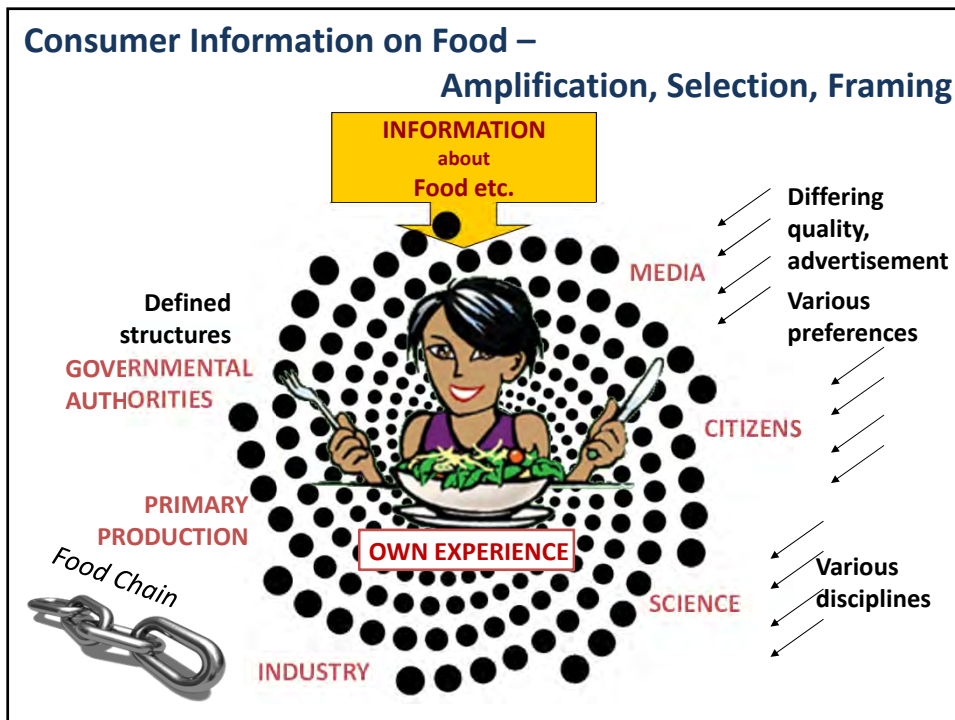 Consumer Information on Food –
Amplification, Selection, Framing
INFORMATION
about
Food etc.
MEDIA
Differing
quality,
advertisement
Various
preferences
Defined
structures
GOVERNMENTAL
AUTHORITIES
CITIZENS
PRIMARY
PRODUCTION
OWN EXPERIENCE
Food Chain
SCIENCE
Various
disciplines
INDUSTRY